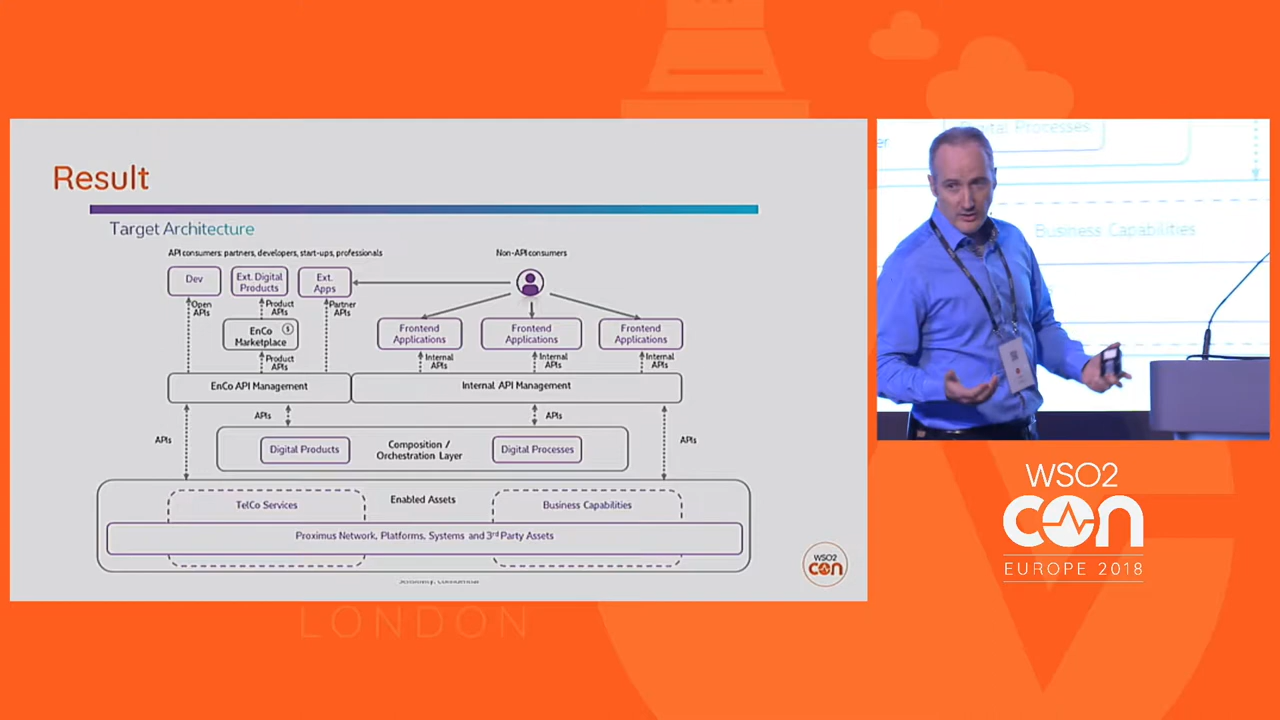 Result
Target Architecture
API consumers: partners, developers, start-ups, professionals
Non-API consumers
Dev
Ext. Digital
Products
Ext.
Apps
Open
APIs
Product
APIs
Partner
APIs
EnCo
Marketplace
Frontend
Applications
Frontend
Applications
Frontend
Applications
Product
APIs
Internal
APIs
Internal
APIs
Internal
APIs
EnCo API Management
Internal API Management
APIs
APIs
APIs
APIs
Digital Products
Composition /
Orchestration Layer
Digital Processes
Enabled Assets
TelCo Services
Business Capabilities
Proximus Network, Platforms, Systems and 3rd Party Assets
WSO2
con
Digital Processes
Business Capabilities
WSO2
CON
EUROPE 2018
LONDON